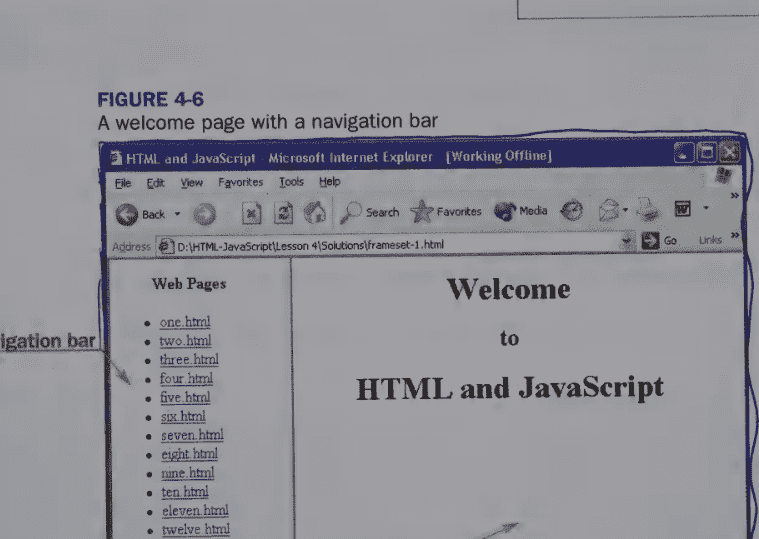 FIGURE 4-6
A welcome page with a navigation bar
HTML and JavaScript Microsoft Internet Explorer [Working Offline]
File Edit View Favorites Tools Help
Back Search Favorites Media
Address D:\HTML-JavaScript\Lesson 4\Solutions\frameset-1.html Go Links
Web Pages
one.html
two.html
three.html
four.html
five.html
six.html
seven.html
eight.html
nine.html
ten.html
eleven.html
twelve.html
igation bar
Welcome
to
HTML and JavaScript